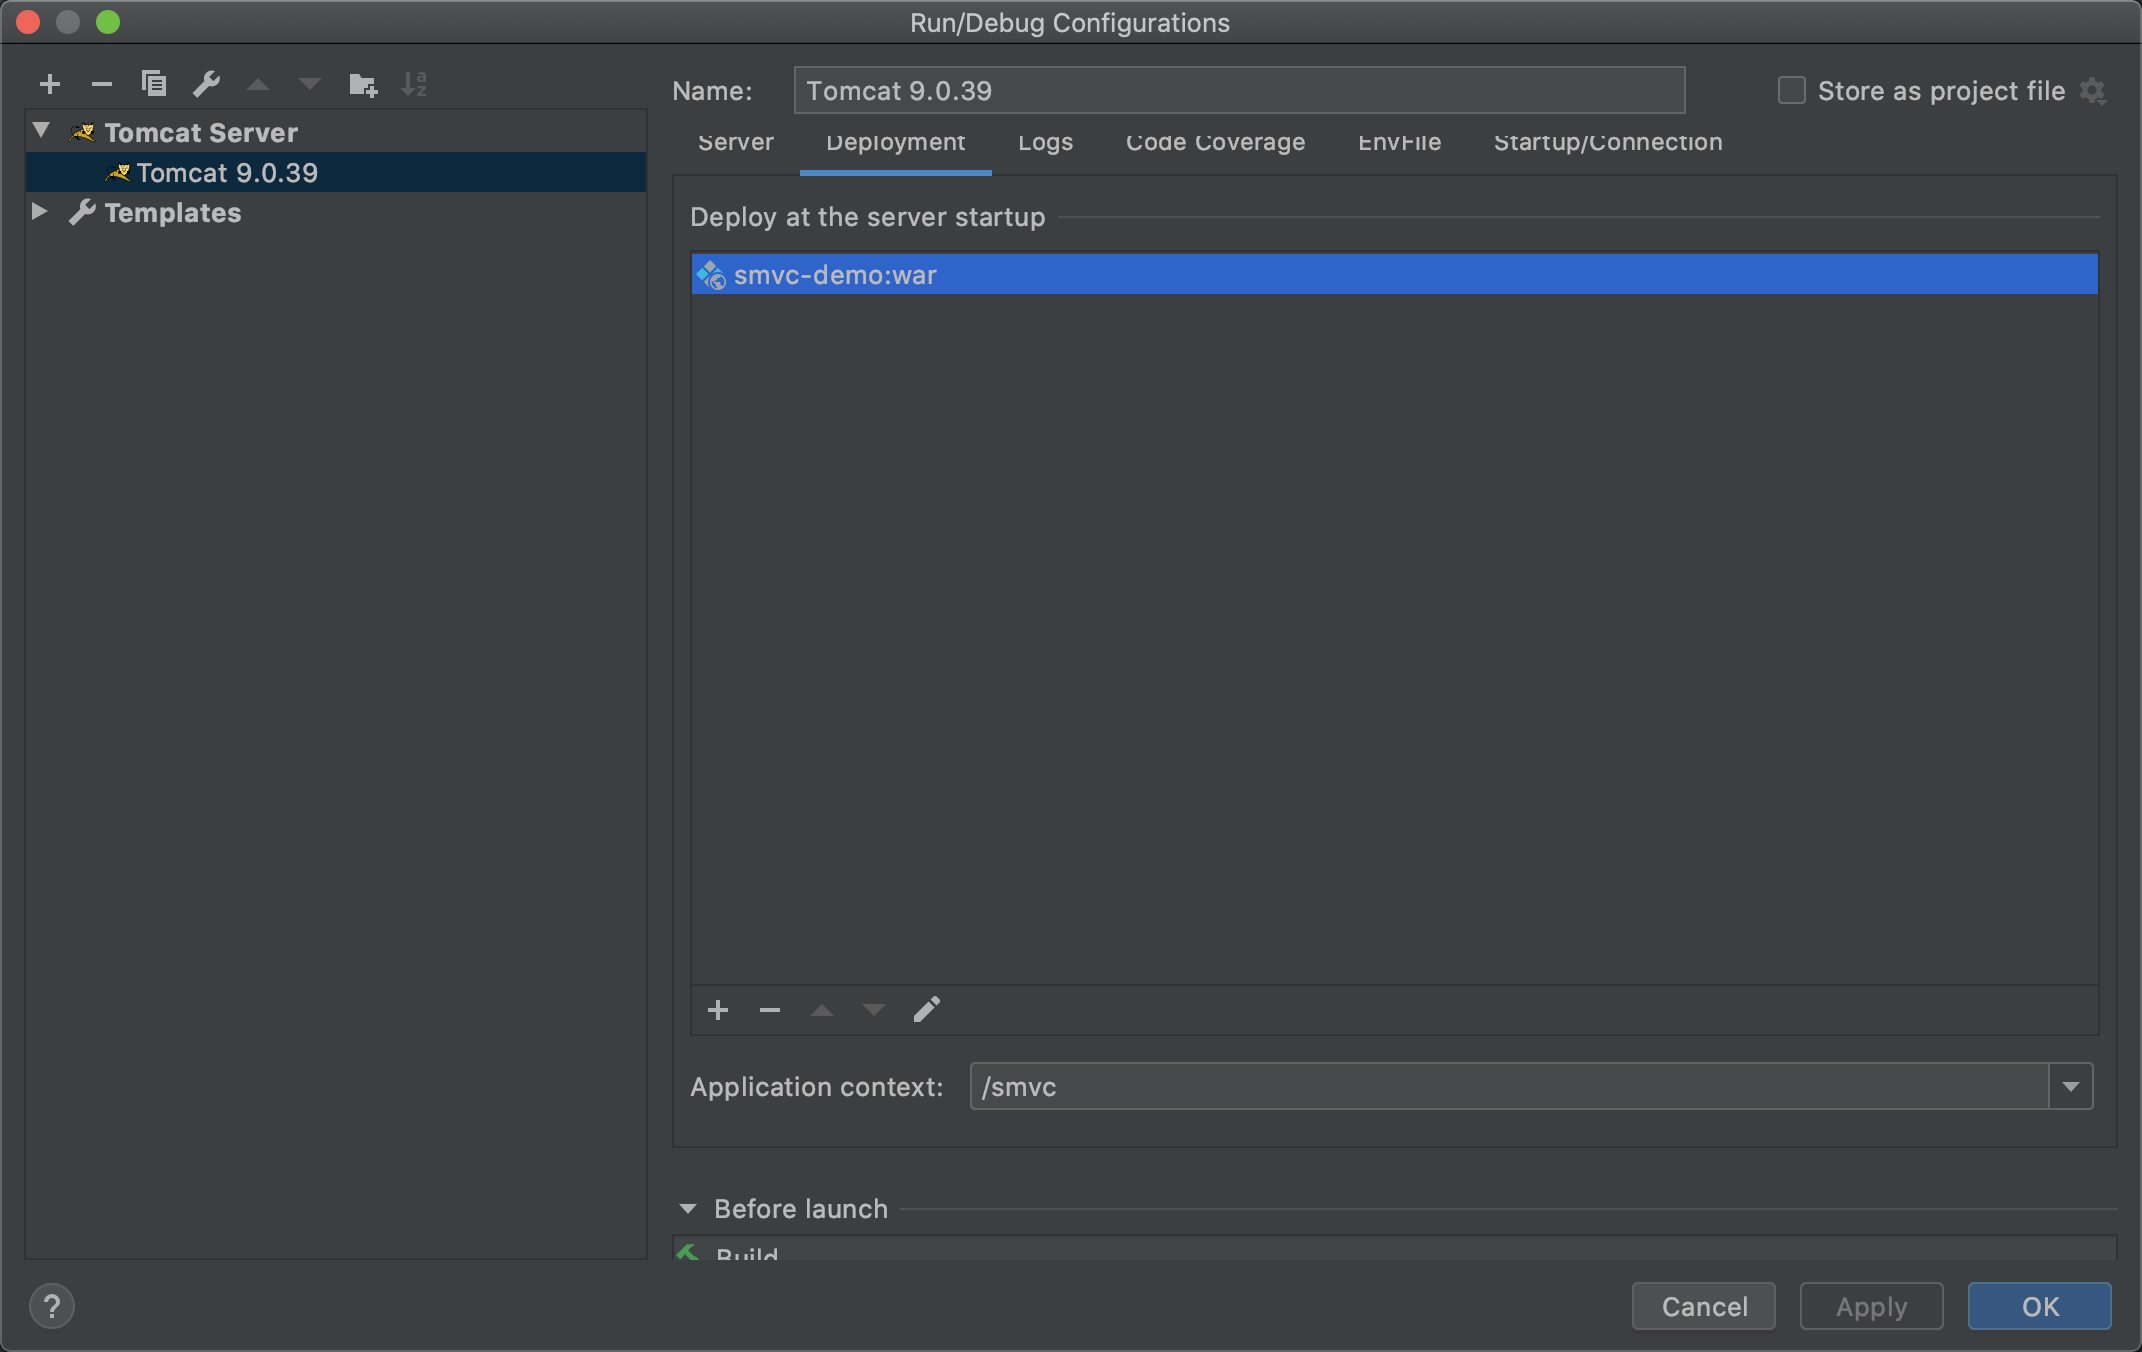 Run/Debug Configurations
Name: Tomcat 9.0.39 Store as project file
Tomcat Server
Tomcat 9.0.39
Templates
Server Deployment Logs Code Coverage EnvFile Startup/Connection
Deploy at the server startup
smvc-demo:war
Application context: /smvc
Before launch
Build
? Cancel Apply OK